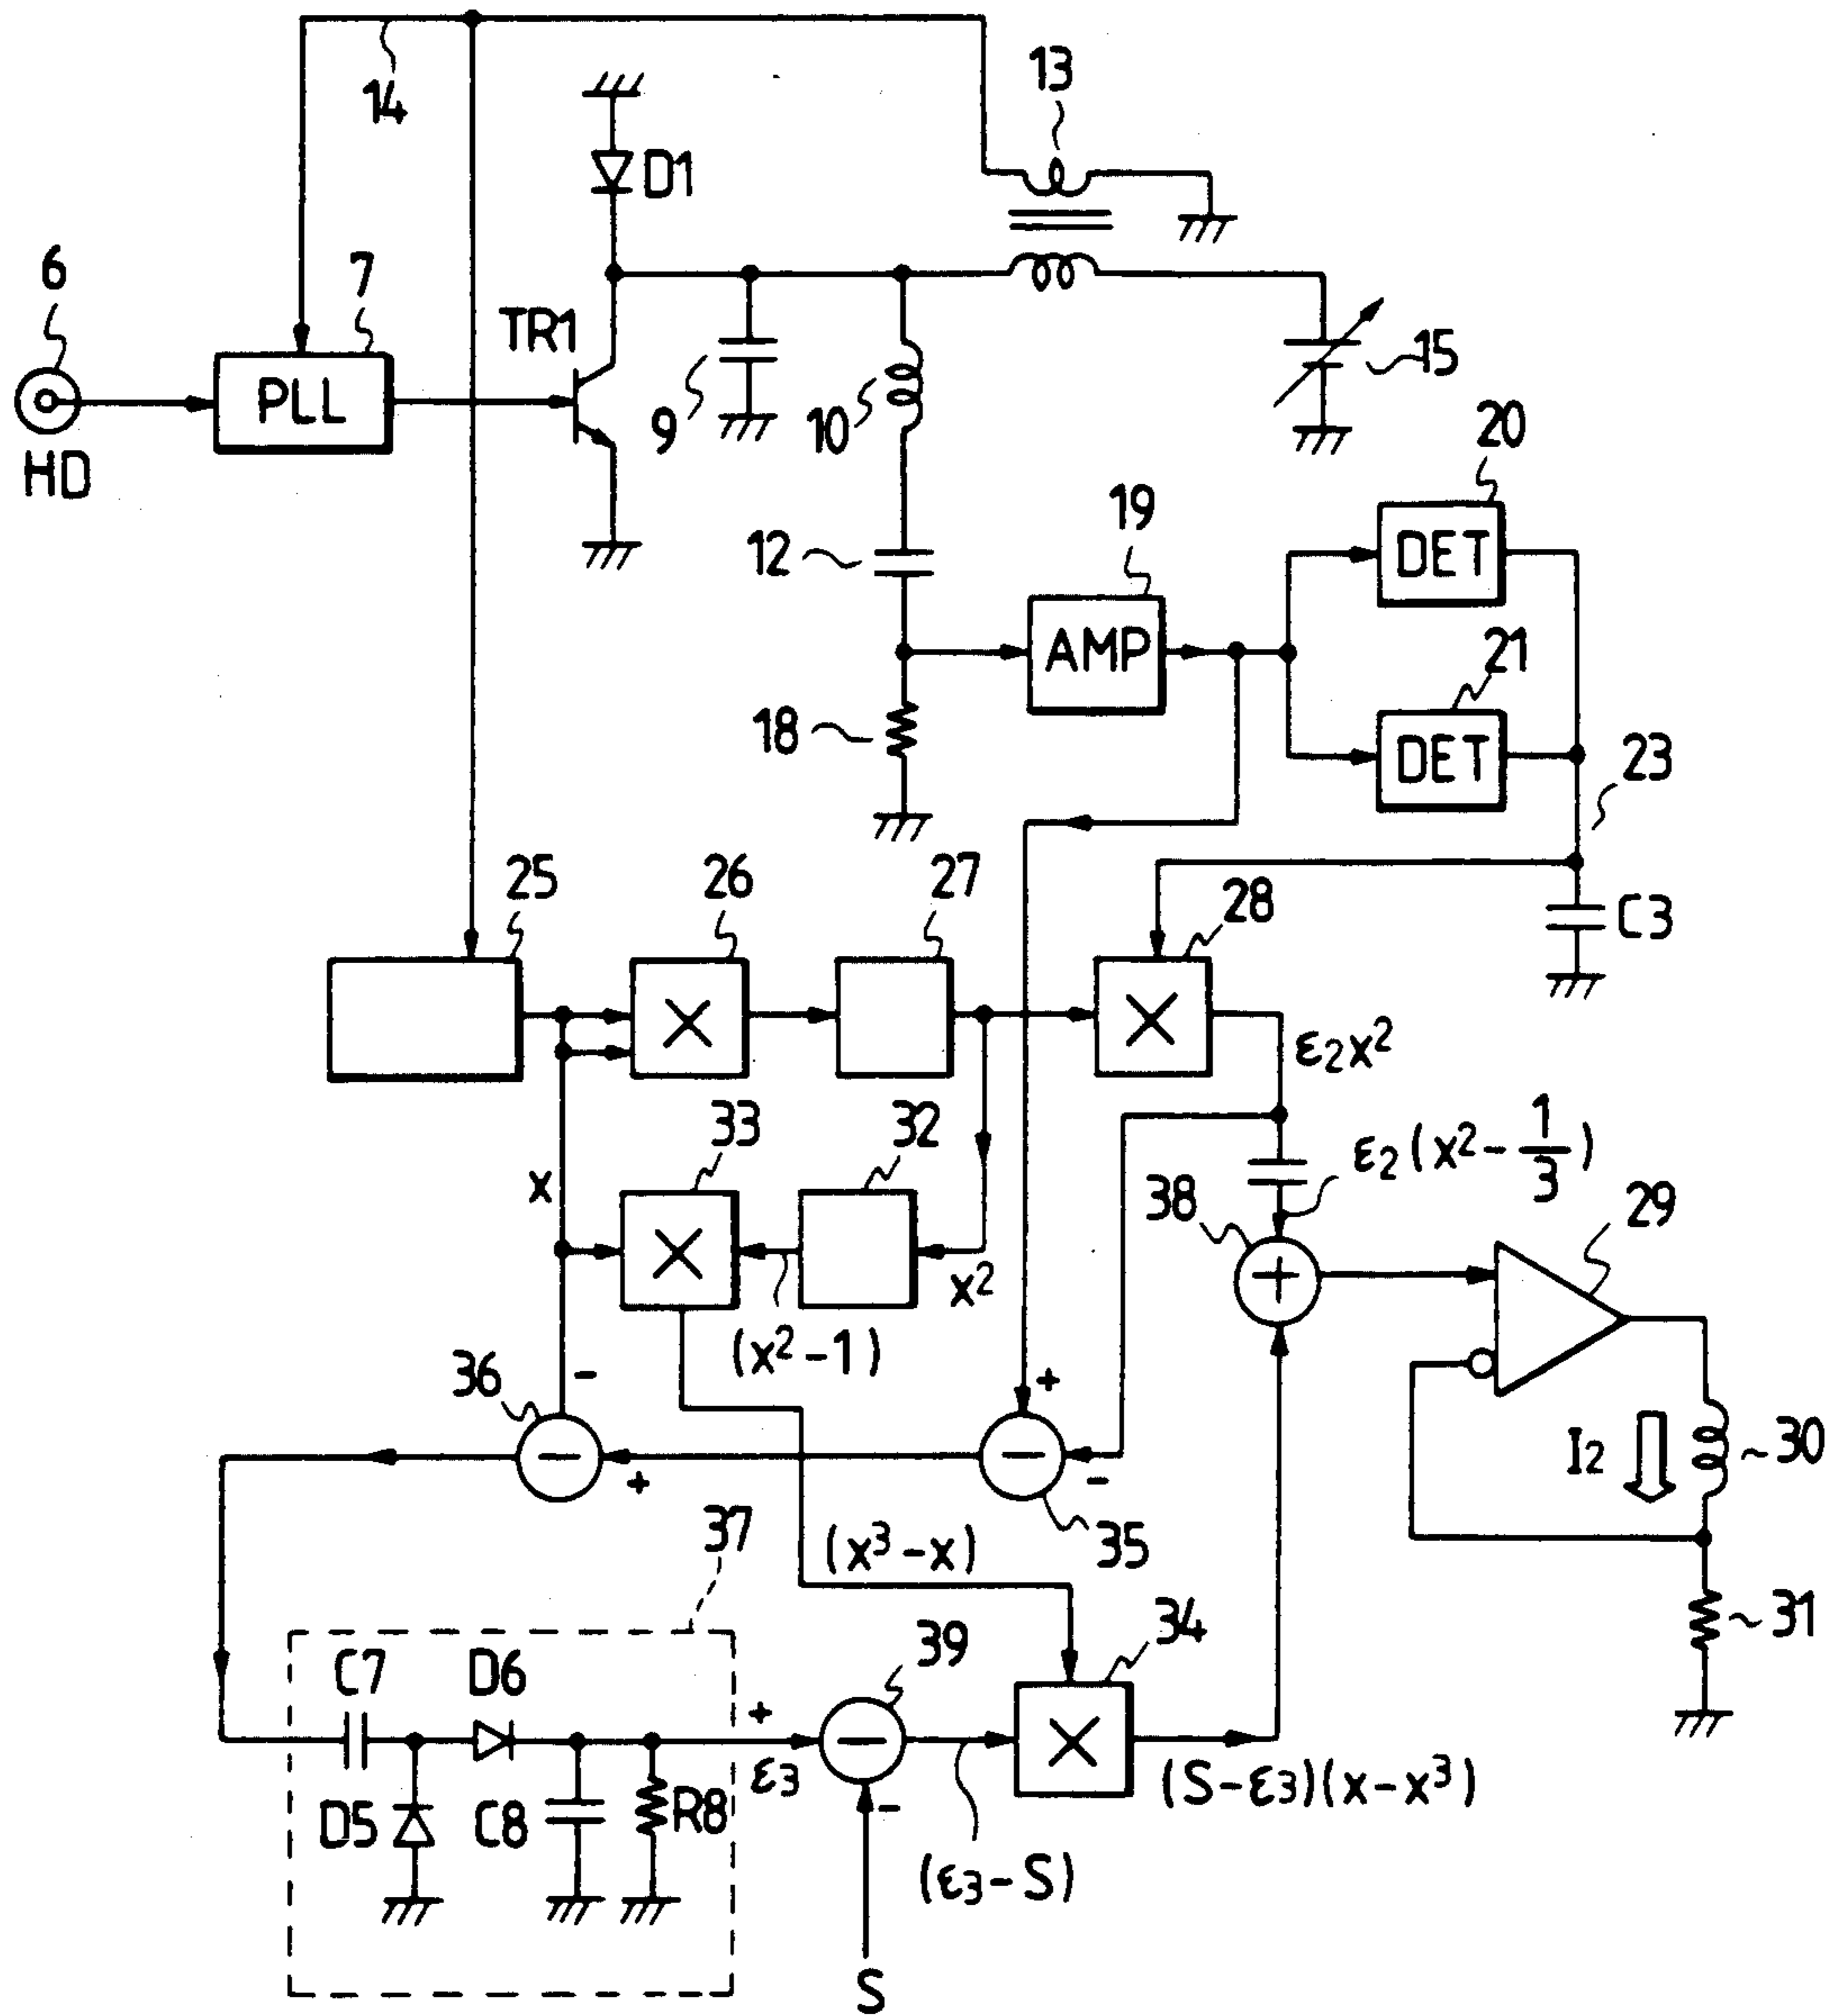 14
13
D1
6
7
TR1
PLL
HD
9
10
15
20
12
19
DET
AMP
21
18
DET
23
25
26
27
28
C3
×
×
ε2x²
33
32
x
ε2(x²-1/3)
38
29
×
x²
+
(x²-1)
36
-
+
-
-
+
-
I2
30
37
35
(x³-x)
31
C7
D6
39
34
+
-
×
ε3
(S-ε3)(x-x³)
D5
C8
R8
-
(ε3-S)
S